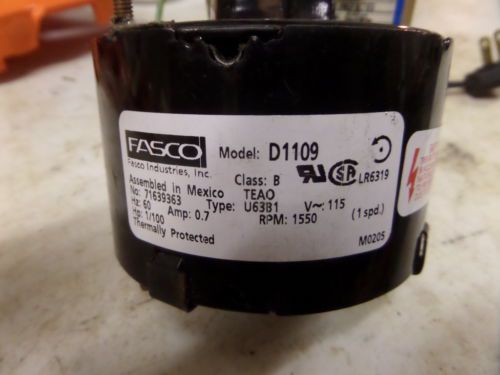 FASCO
Fasco Industries, Inc.
Model: D1109
Class: B
LR6319
Assembled in Mexico TEAO
No: 71639363 Type: U63B1 V~: 115
Hz: 60 Amp: 0.7 RPM: 1550 (1 spd.)
Hp: 1/100
Thermally Protected
M0205